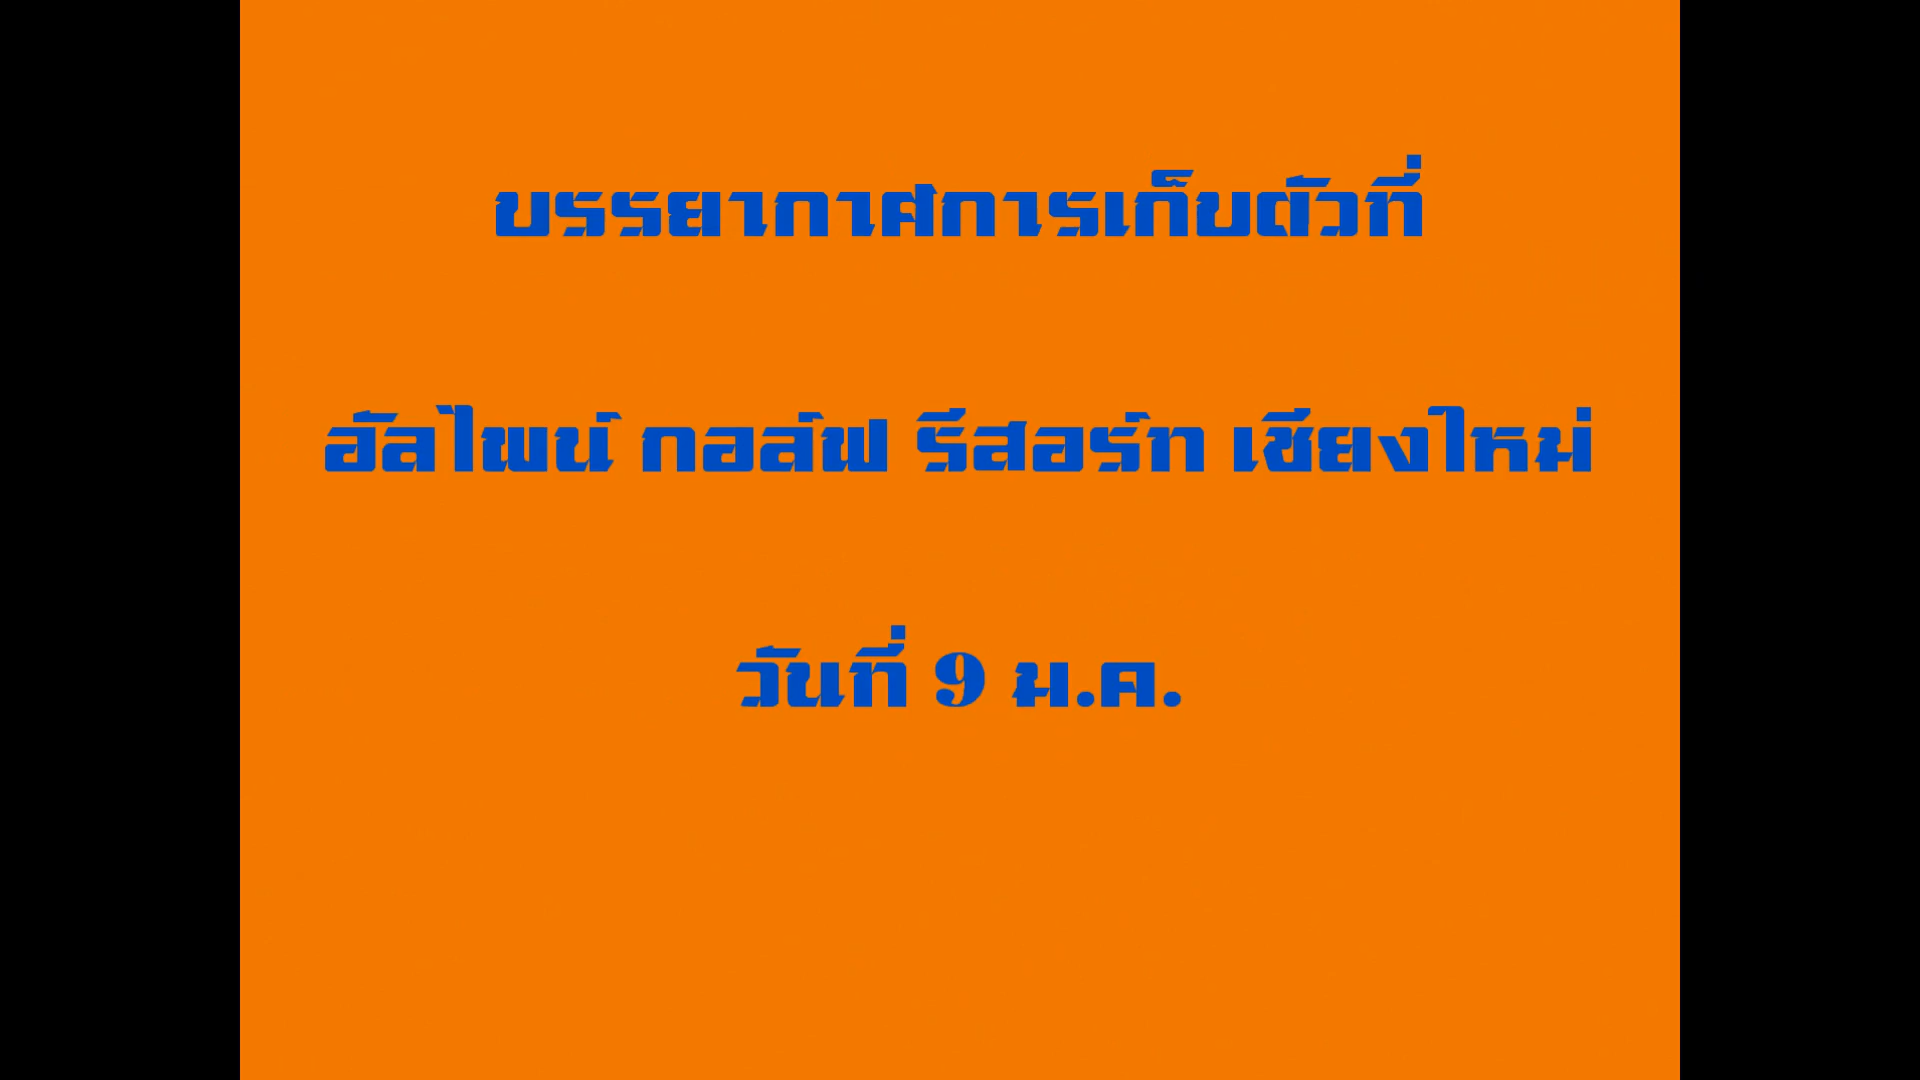 บรรยากาศการเก็บตัวที่
อัลไพน์ กอล์ฟ รีสอร์ท เชียงใหม่
วันที่ 9 ม.ค.